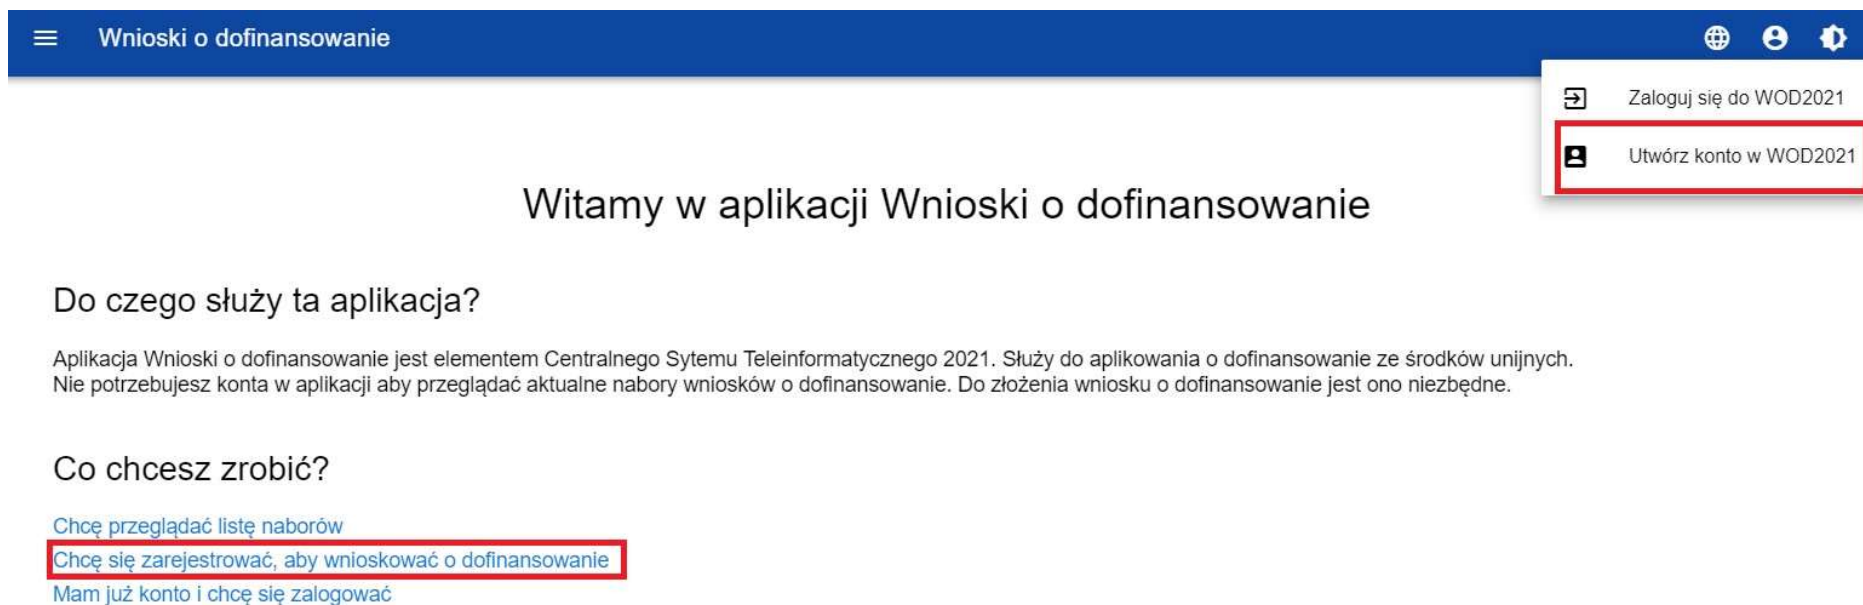 Wnioski o dofinansowanie
Zaloguj się do WOD2021
Utwórz konto w WOD2021
Witamy w aplikacji Wnioski o dofinansowanie
Do czego służy ta aplikacja?
Aplikacja Wnioski o dofinansowanie jest elementem Centralnego Sytemu Teleinformatycznego 2021. Służy do aplikowania o dofinansowanie ze środków unijnych.
Nie potrzebujesz konta w aplikacji aby przeglądać aktualne nabory wniosków o dofinansowanie. Do złożenia wniosku o dofinansowanie jest ono niezbędne.
Co chcesz zrobić?
Chcę przeglądać listę naborów
Chcę się zarejestrować, aby wnioskować o dofinansowanie
Mam już konto i chcę się zalogować